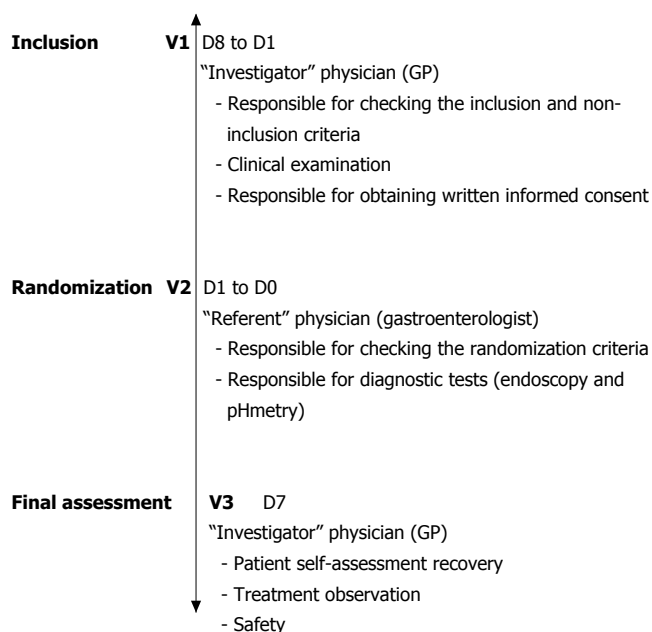 Inclusion V1 D8 to D1
“Investigator” physician (GP)
- Responsible for checking the inclusion and non-
inclusion criteria
- Clinical examination
- Responsible for obtaining written informed consent
Randomization V2 D1 to D0
“Referent” physician (gastroenterologist)
- Responsible for checking the randomization criteria
- Responsible for diagnostic tests (endoscopy and
pHmetry)
Final assessment V3 D7
“Investigator” physician (GP)
- Patient self-assessment recovery
- Treatment observation
- Safety